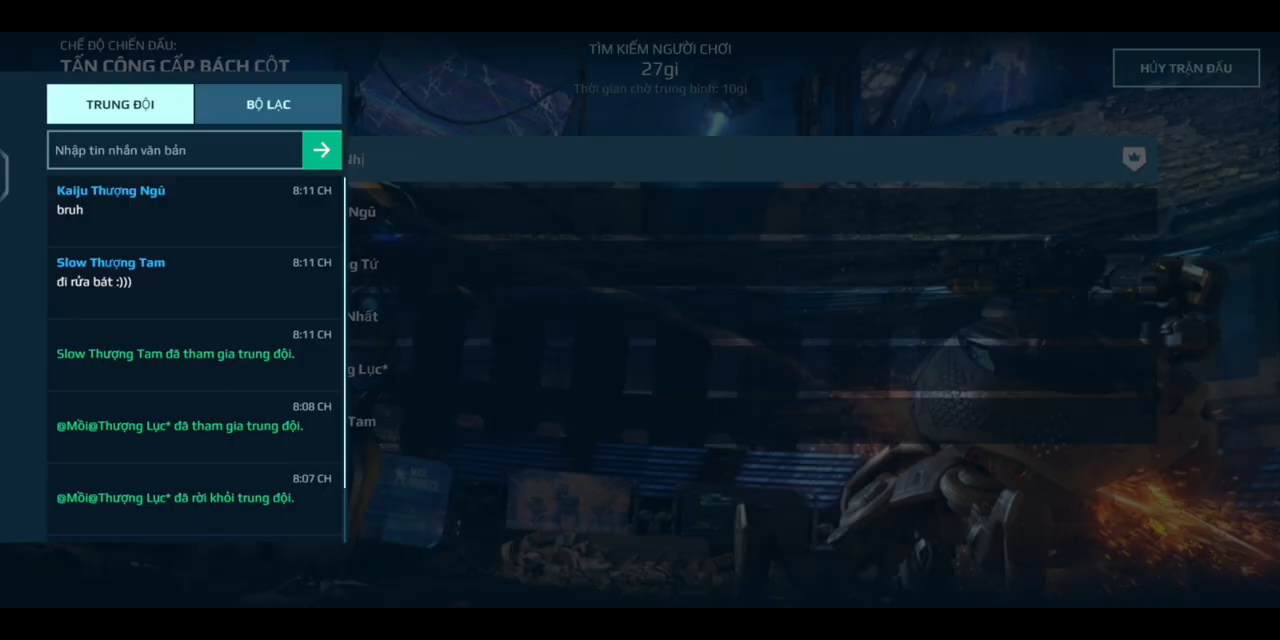 CHẾ ĐỘ CHIẾN ĐẤU:
TẤN CÔNG CẤP BÁCH CỘT
TÌM KIẾM NGƯỜI CHƠI
27gi
Thời gian chờ trung bình: 10gi
HỦY TRẬN ĐẤU
TRUNG ĐỘI
BỘ LẠC
Nhập tin nhắn văn bản
Kaiju Thượng Ngũ
8:11 CH
bruh
Slow Thượng Tam
8:11 CH
đi rửa bát :)))
8:11 CH
Slow Thượng Tam đã tham gia trung đội.
8:08 CH
@Mồi@Thượng Lục* đã tham gia trung đội.
8:07 CH
@Mồi@Thượng Lục* đã rời khỏi trung đội.
Nhị
Ngũ
g Tứ
Nhất
g Lục*
Tam